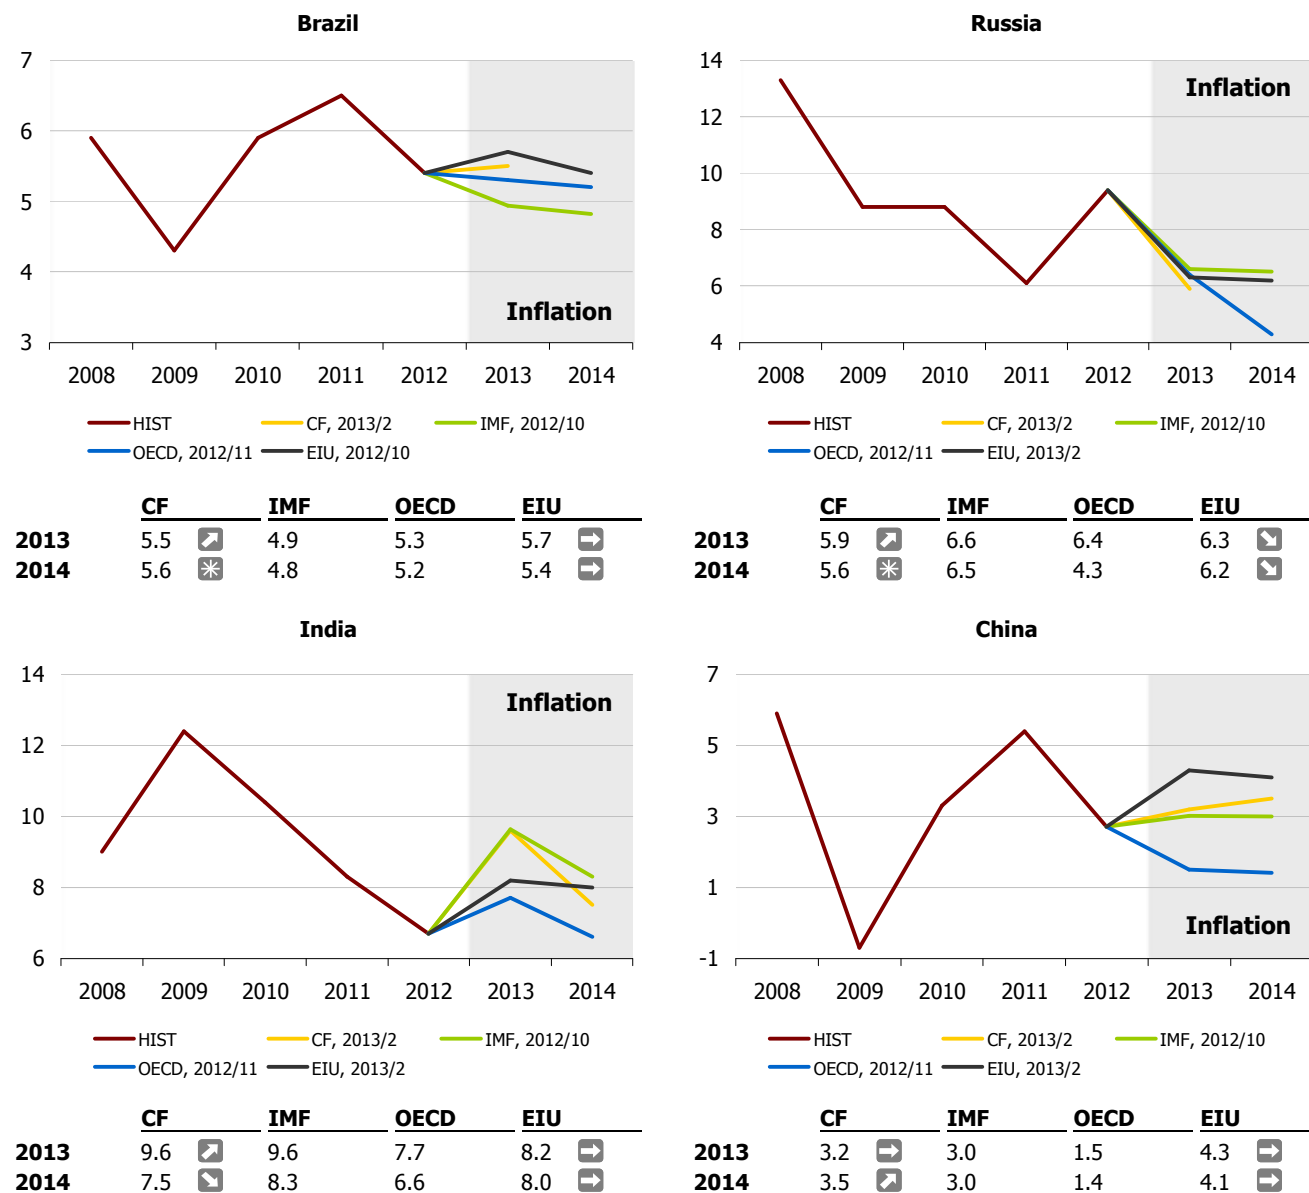 Brazil
7
6
5
4
3
Inflation
2008 2009 2010 2011 2012 2013 2014
HIST CF, 2013/2 IMF, 2012/10
OECD, 2012/11 EIU, 2012/10
CF IMF OECD EIU
2013 5.5 4.9 5.3 5.7
2014 5.6 4.8 5.2 5.4
Russia
14
Inflation
12
10
8
6
4
2008 2009 2010 2011 2012 2013 2014
HIST CF, 2013/2 IMF, 2012/10
OECD, 2012/11 EIU, 2013/2
CF IMF OECD EIU
2013 5.9 6.6 6.4 6.3
2014 5.6 6.5 4.3 6.2
India
14
Inflation
12
10
8
6
2008 2009 2010 2011 2012 2013 2014
HIST CF, 2013/2 IMF, 2012/10
OECD, 2012/11 EIU, 2013/2
CF IMF OECD EIU
2013 9.6 9.6 7.7 8.2
2014 7.5 8.3 6.6 8.0
China
7
5
3
1
Inflation
-1
2008 2009 2010 2011 2012 2013 2014
HIST CF, 2013/2 IMF, 2012/10
OECD, 2012/11 EIU, 2013/2
CF IMF OECD EIU
2013 3.2 3.0 1.5 4.3
2014 3.5 3.0 1.4 4.1